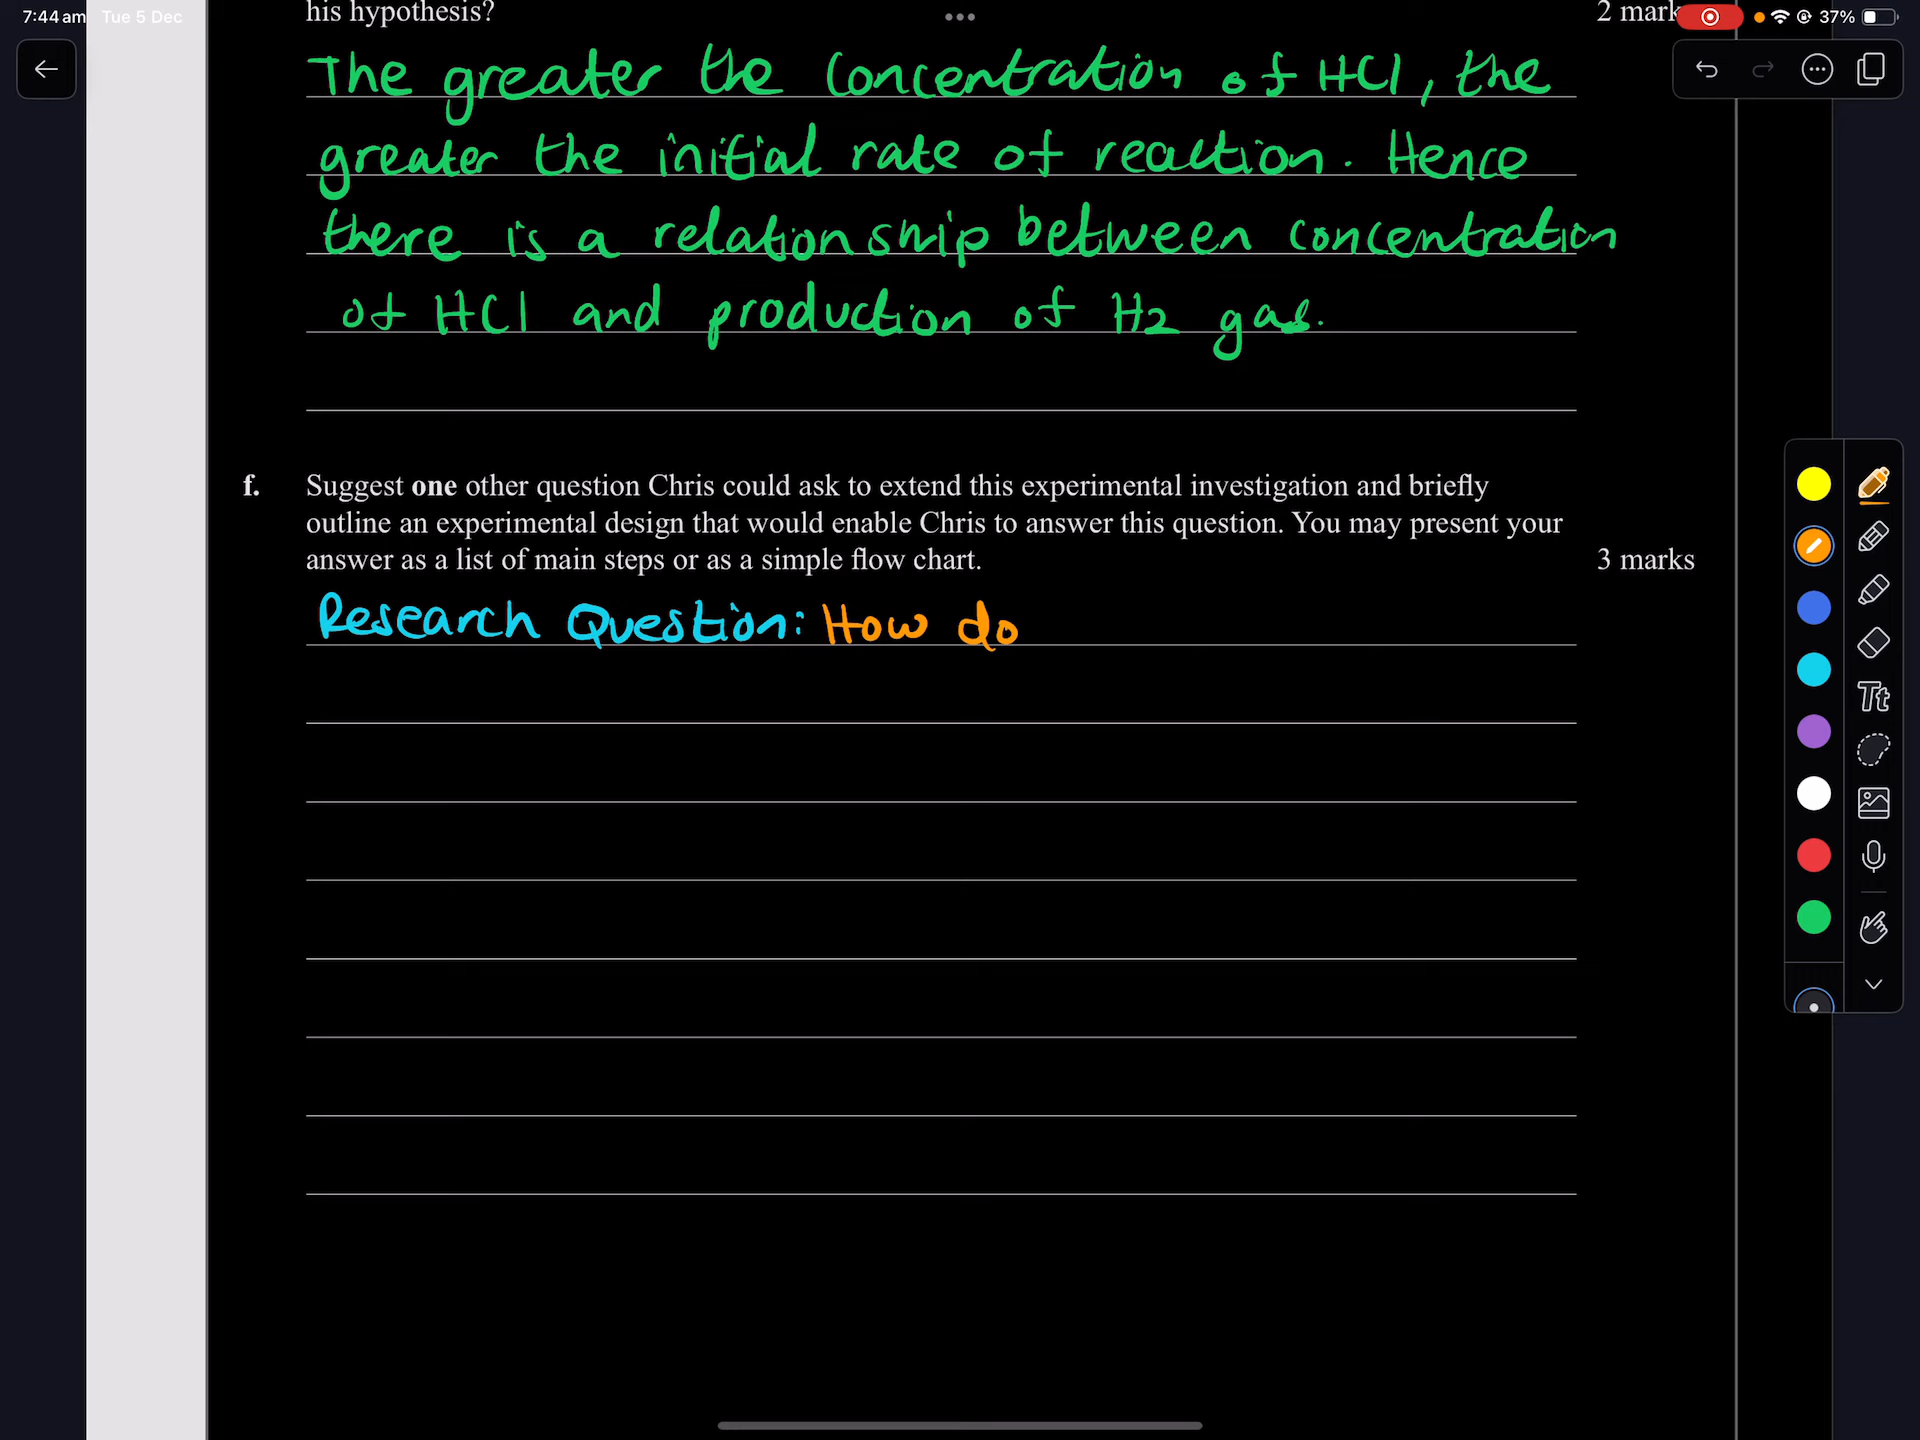 7:44 am Tue 5 Dec
37%
his hypothesis?
2 mark
The greater the concentration of HCl, the
greater the initial rate of reaction. Hence
there is a relationship between concentration
of HCl and production of H2 gas.
f. Suggest one other question Chris could ask to extend this experimental investigation and briefly
outline an experimental design that would enable Chris to answer this question. You may present your
answer as a list of main steps or as a simple flow chart.
3 marks
Research Question: How do
Tt